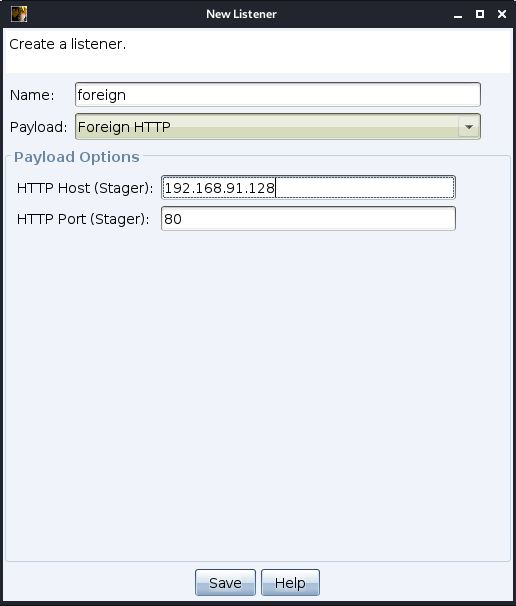 New Listener
Create a listener.
Name: foreign
Payload: Foreign HTTP
Payload Options
HTTP Host (Stager): 192.168.91.128
HTTP Port (Stager): 80
Save Help